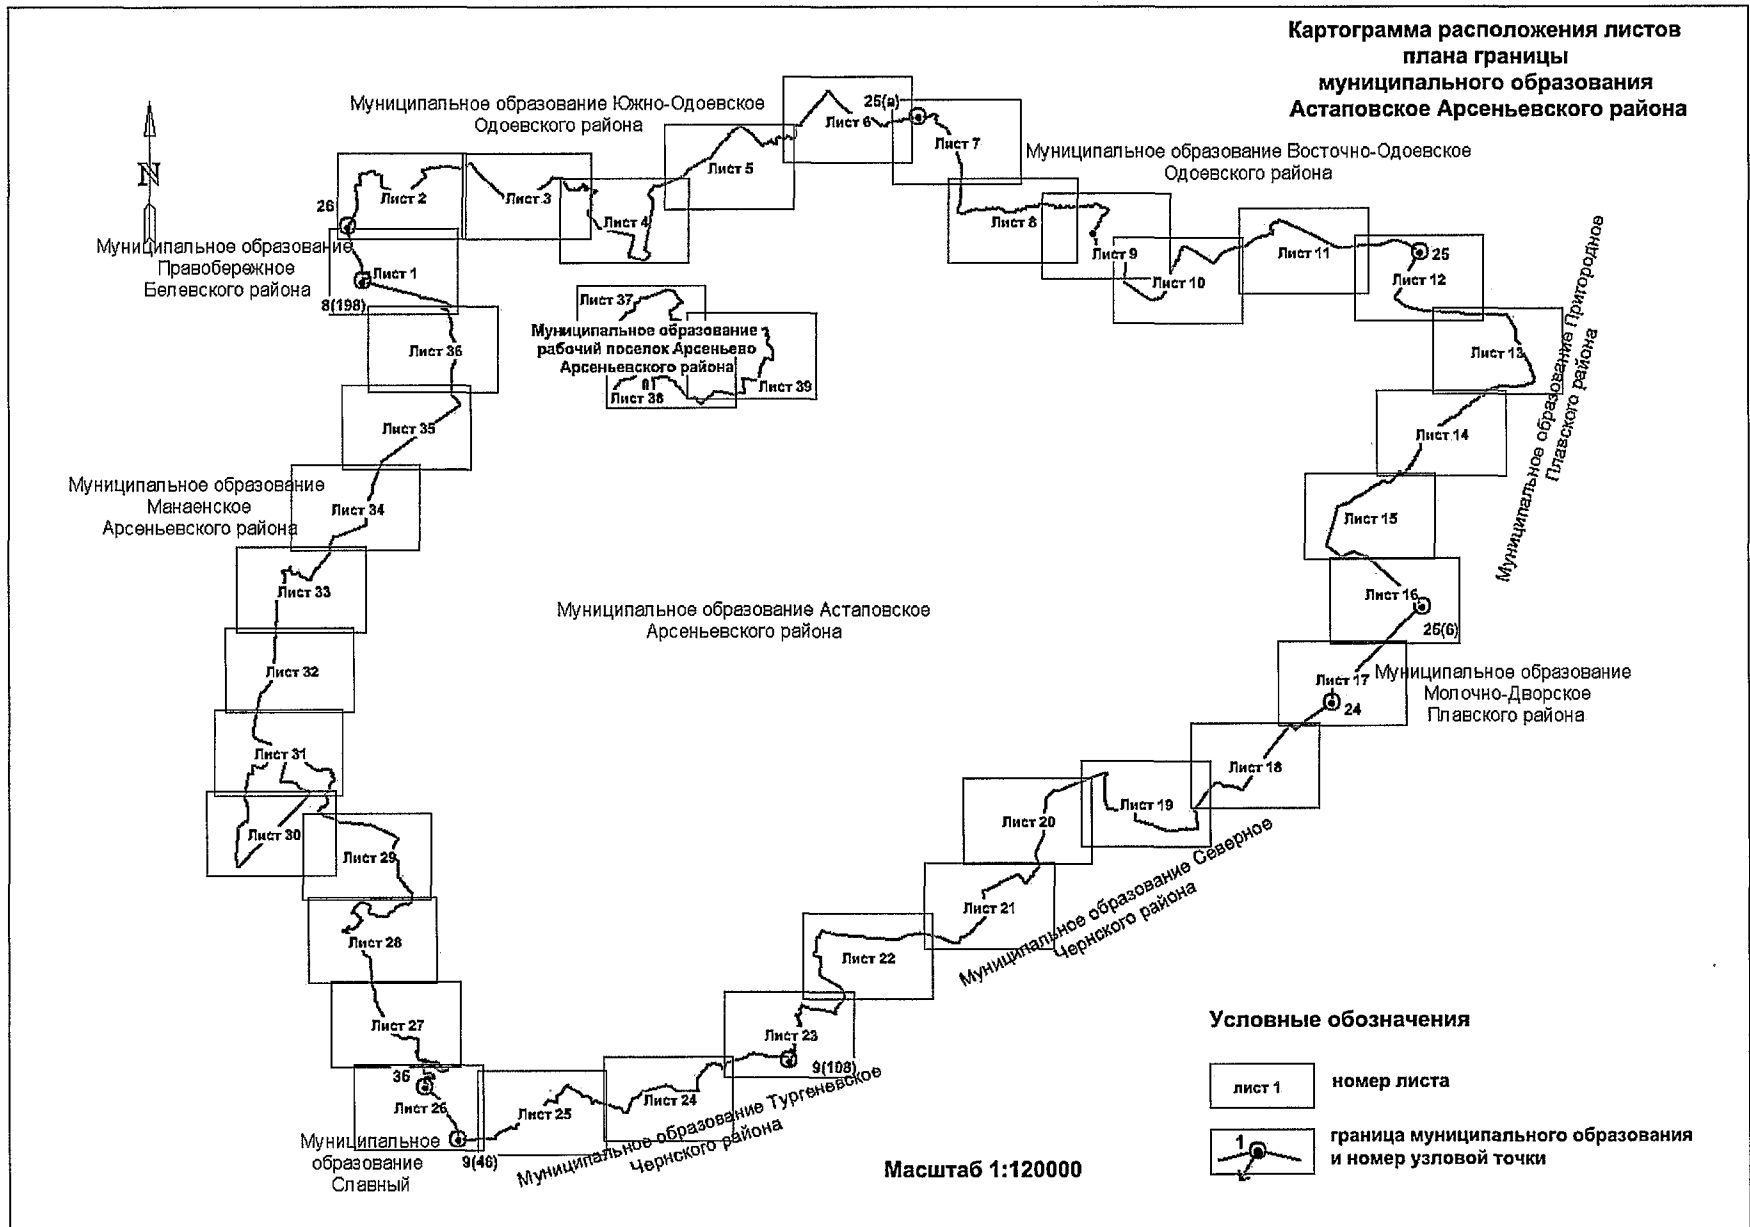 Картограмма расположения листов
плана границы
муниципального образования
Астаповское Арсеньевского района
N
Муниципальное образование Южно-Одоевское
Одоевского района
Муниципальное образование Восточно-Одоевское
Одоевского района
Муниципальное образование
Правобережное
Белевского района
Муниципальное образование
Манаенское
Арсеньевского района
Муниципальное образование Пригородное
Плавского района
Муниципальное образование
рабочий поселок Арсеньево
Арсеньевского района
Муниципальное образование Астаповское
Арсеньевского района
Муниципальное образование
Молочно-Дворское
Плавского района
Муниципальное образование Северное
Чернского района
Муниципальное образование Тургеневское
Чернского района
Муниципальное
образование
Славный
Лист 1
8(198)
26
Лист 2
Лист 3
Лист 4
Лист 5
Лист 6
25(а)
Лист 7
Лист 8
Лист 9
Лист 10
Лист 11
Лист 12
25
Лист 13
Лист 14
Лист 15
Лист 16
25(б)
Лист 17
24
Лист 18
Лист 19
Лист 20
Лист 21
Лист 22
Лист 23
9(108)
Лист 24
Лист 25
9(46)
Лист 26
36
Лист 27
Лист 28
Лист 29
Лист 30
Лист 31
Лист 32
Лист 33
Лист 34
Лист 35
Лист 36
Лист 37
Лист 38
Лист 39
Условные обозначения
лист 1
номер листа
1
граница муниципального образования
и номер узловой точки
Масштаб 1:120000